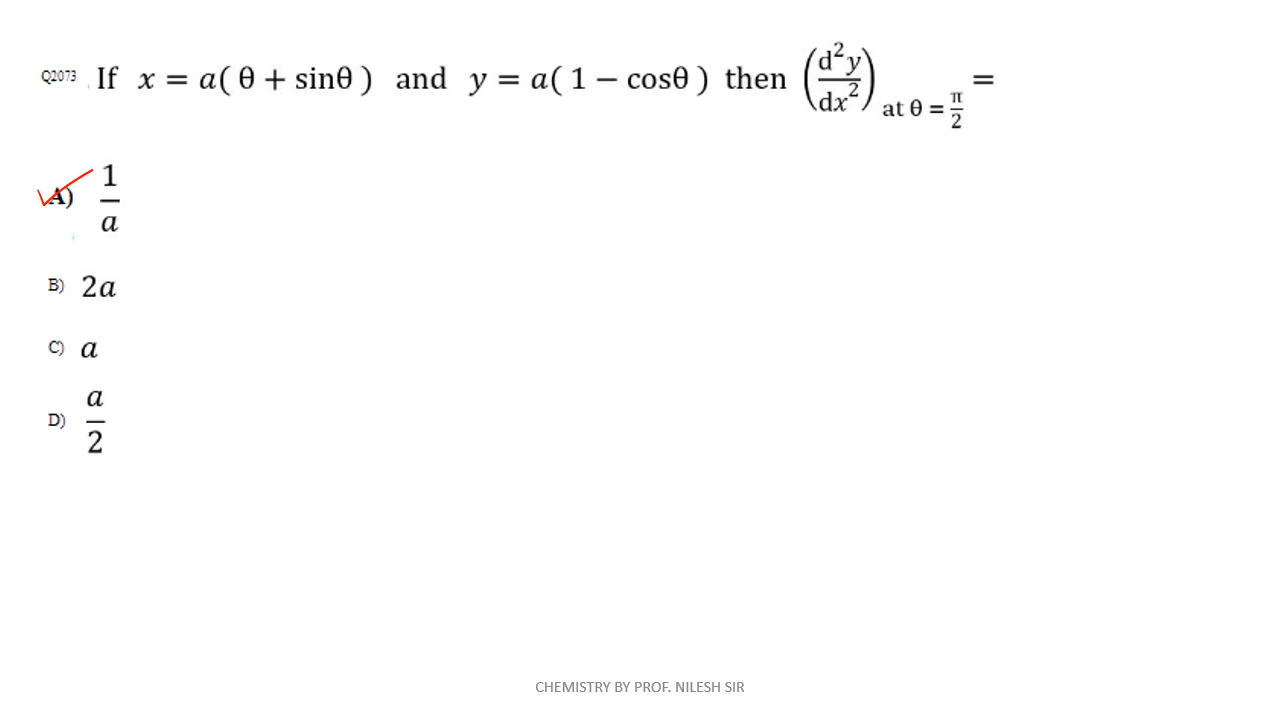 Q2073 . If x = a( θ + sinθ ) and y = a( 1 − cosθ ) then (d²y/dx²) at θ = π/2 =
A) 1/a
B) 2a
C) a
D) a/2
CHEMISTRY BY PROF. NILESH SIR